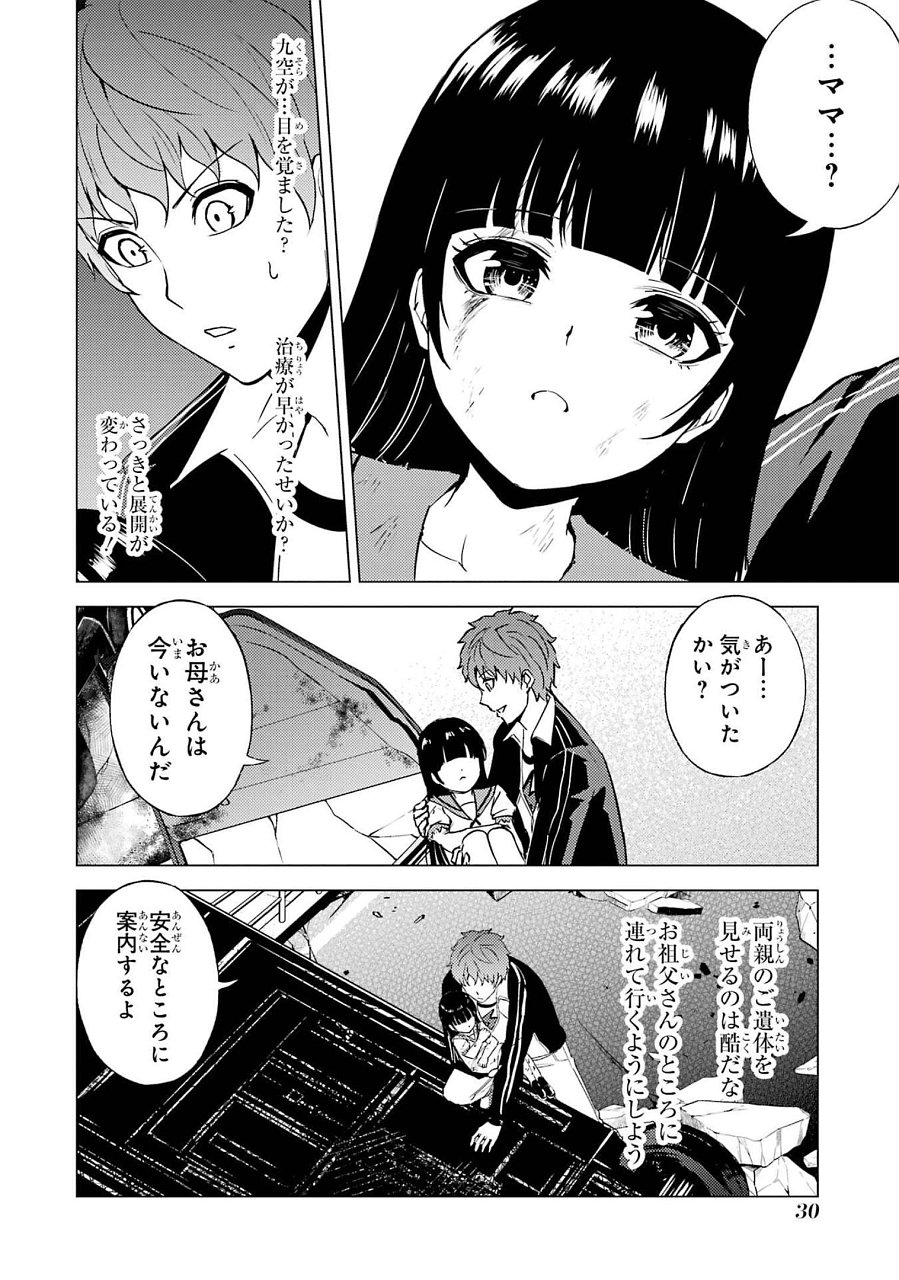 …ママ…？
九空が…目を覚ました？
治療が早かったせいか？
さっきと展開が
変わっている！
あー…
気がついた
かい？
お母さんは
今いないんだ
両親のご遺体を
見せるのは酷だな
お祖父さんのところに
連れて行くようにしよう
安全なところに
案内するよ
30